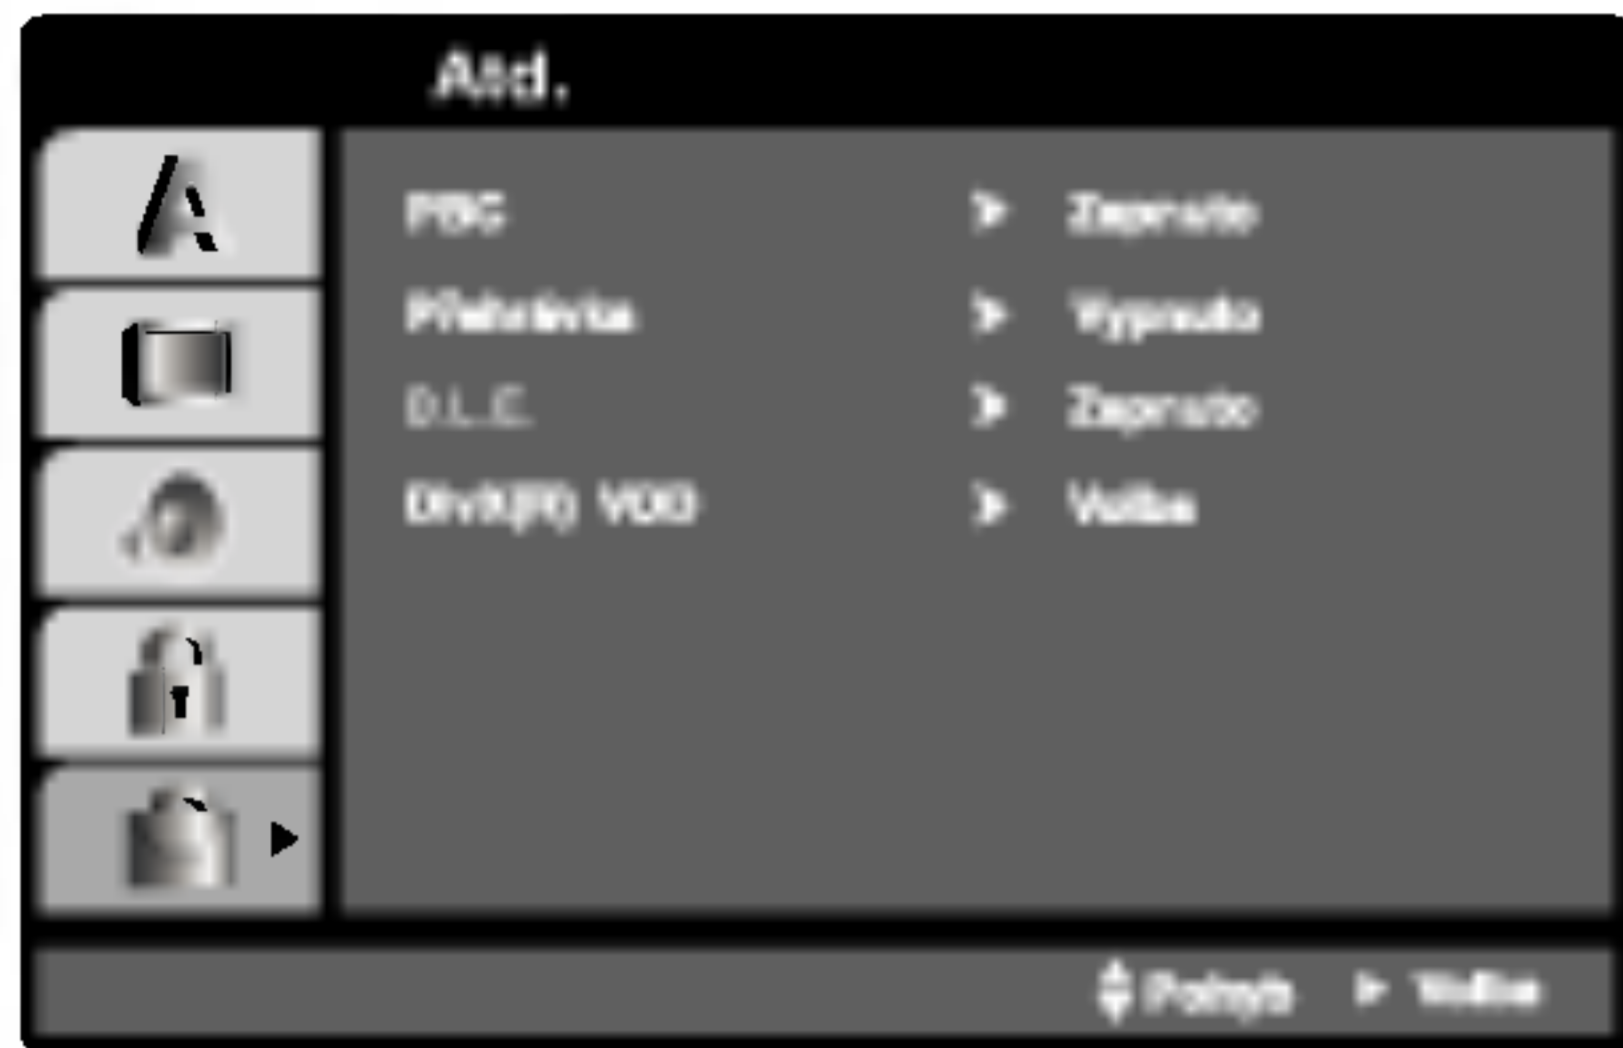 Atd.
PBC Zapnuto
Přehrávka Vypnuto
D.L.C. Zapnuto
DivX(R) VOD Volba
Pohyb Volba